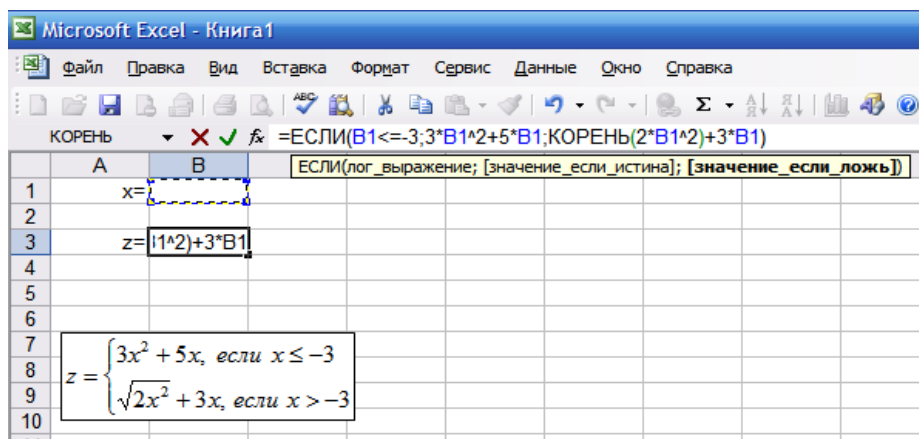 Microsoft Excel - Книга1
Файл Правка Вид Вставка Формат Сервис Данные Окно Справка
КОРЕНЬ fx =ЕСЛИ(B1<=-3;3*B1^2+5*B1;КОРЕНЬ(2*B1^2)+3*B1)
ЕСЛИ(лог_выражение; [значение_если_истина]; [значение_если_ложь])
A B
1 x=
2
3 z= 31^2)+3*B1
4
5
6
7
8
9
10
z = { 3x² + 5x, если x ≤ −3
√2x² + 3x, если x > −3